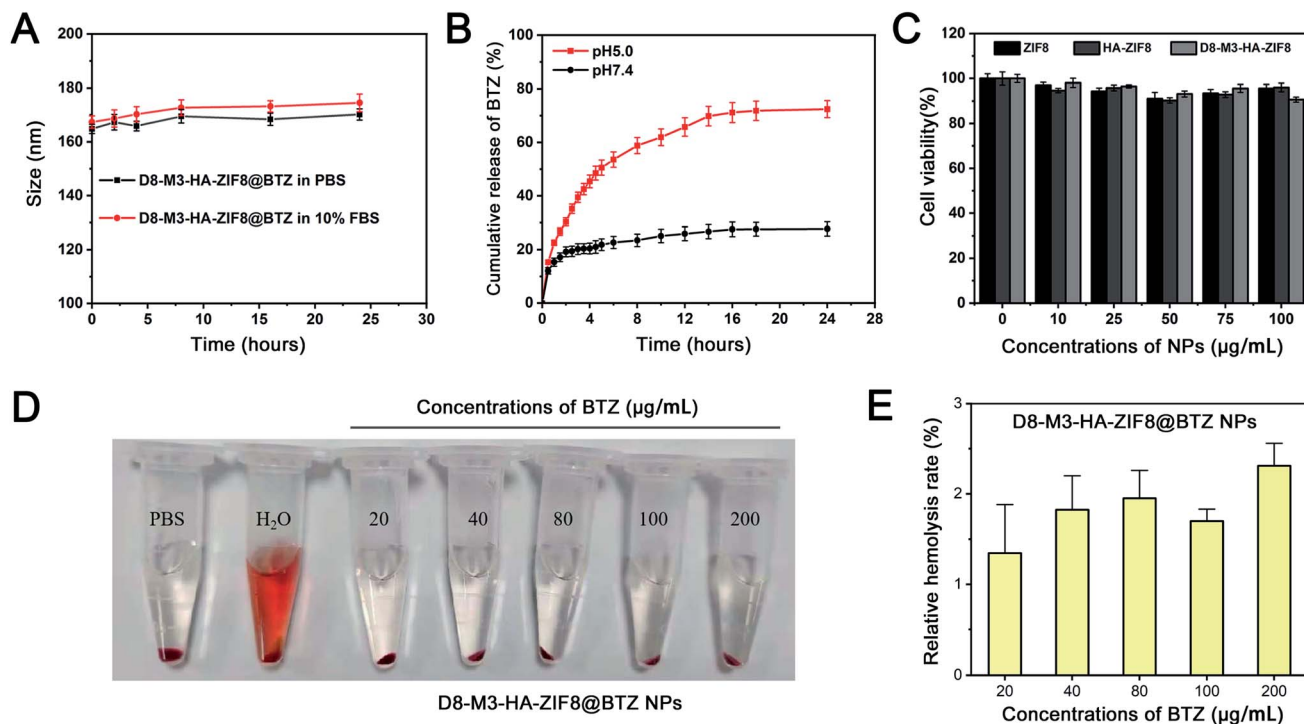 A
200
180
160
140
120
100
Size (nm)
D8-M3-HA-ZIF8@BTZ in PBS
D8-M3-HA-ZIF8@BTZ in 10% FBS
0 5 10 15 20 25 30
Time (hours)
B
100
80
60
40
20
0
Cumulative release of BTZ (%)
pH5.0
pH7.4
0 4 8 12 16 20 24 28
Time (hours)
C
120
100
80
60
40
20
0
Cell viability(%)
ZIF8 HA-ZIF8 D8-M3-HA-ZIF8
0 10 25 50 75 100
Concentrations of NPs (μg/mL)
D
Concentrations of BTZ (μg/mL)
PBS H₂O 20 40 80 100 200
D8-M3-HA-ZIF8@BTZ NPs
E
3
2
1
0
Relative hemolysis rate (%)
D8-M3-HA-ZIF8@BTZ NPs
20 40 80 100 200
Concentrations of BTZ (μg/mL)